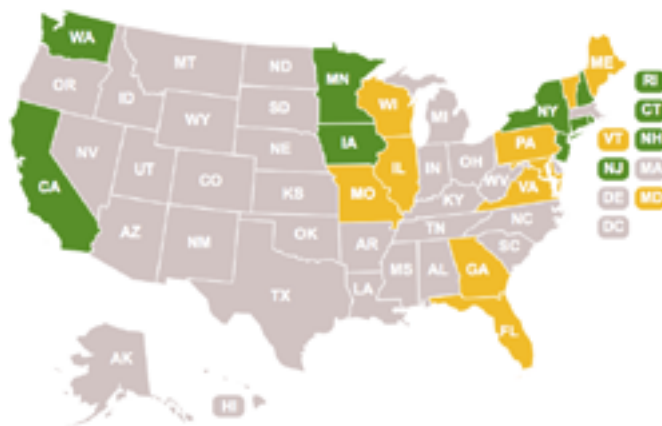 WA
MT
ND
MN
ME
OR
ID
SD
WI
NY
RI
WY
MI
CT
IA
PA
VT
NH
NE
NV
IL
IN
OH
NJ
MA
UT
CO
WV
VA
CA
KS
MO
KY
DE
MD
NC
TN
DC
AZ
NM
OK
AR
SC
MS
AL
GA
TX
LA
FL
AK
HI